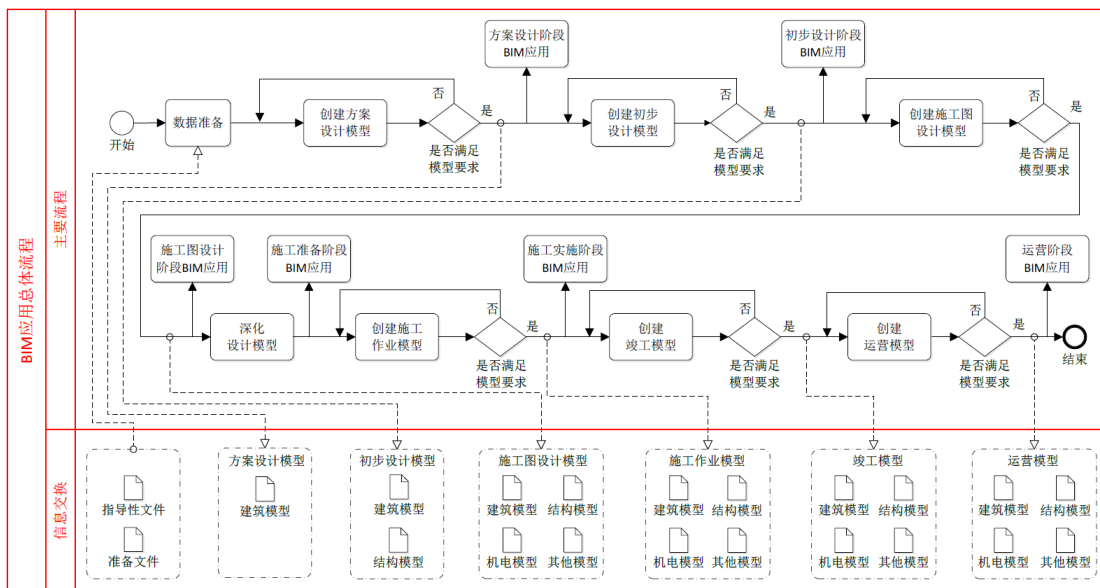 BIM应用总体流程
主要流程
开始
数据准备
创建方案
设计模型
否
是
是否满足
模型要求
方案设计阶段
BIM应用
创建初步
设计模型
否
是
是否满足
模型要求
初步设计阶段
BIM应用
创建施工图
设计模型
否
是
是否满足
模型要求
施工图设计
阶段BIM应用
深化
设计模型
施工准备阶段
BIM应用
创建施工
作业模型
否
是
是否满足
模型要求
施工实施阶段
BIM应用
创建
竣工模型
否
是
是否满足
模型要求
创建
运营模型
否
是
是否满足
模型要求
运营阶段
BIM应用
结束
信息交换
指导性文件
准备文件
方案设计模型
建筑模型
初步设计模型
建筑模型
结构模型
施工图设计模型
建筑模型 结构模型
机电模型 其他模型
施工作业模型
建筑模型 结构模型
机电模型 其他模型
竣工模型
建筑模型 结构模型
机电模型 其他模型
运营模型
建筑模型 结构模型
机电模型 其他模型